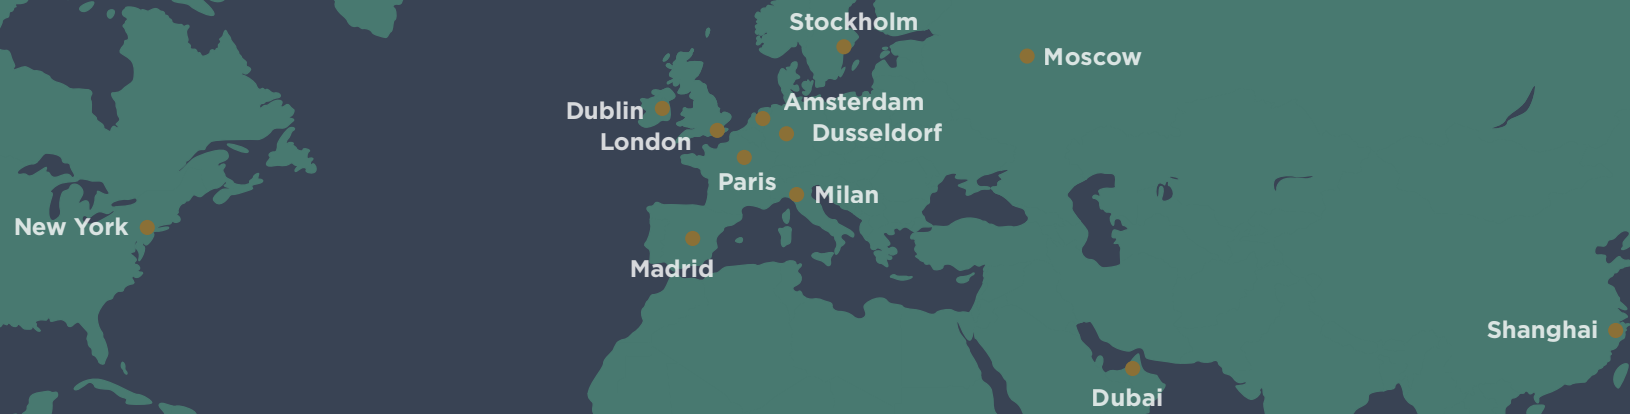 Stockholm
Moscow
Amsterdam
Dublin
Dusseldorf
London
Paris
Milan
New York
Madrid
Shanghai
Dubai